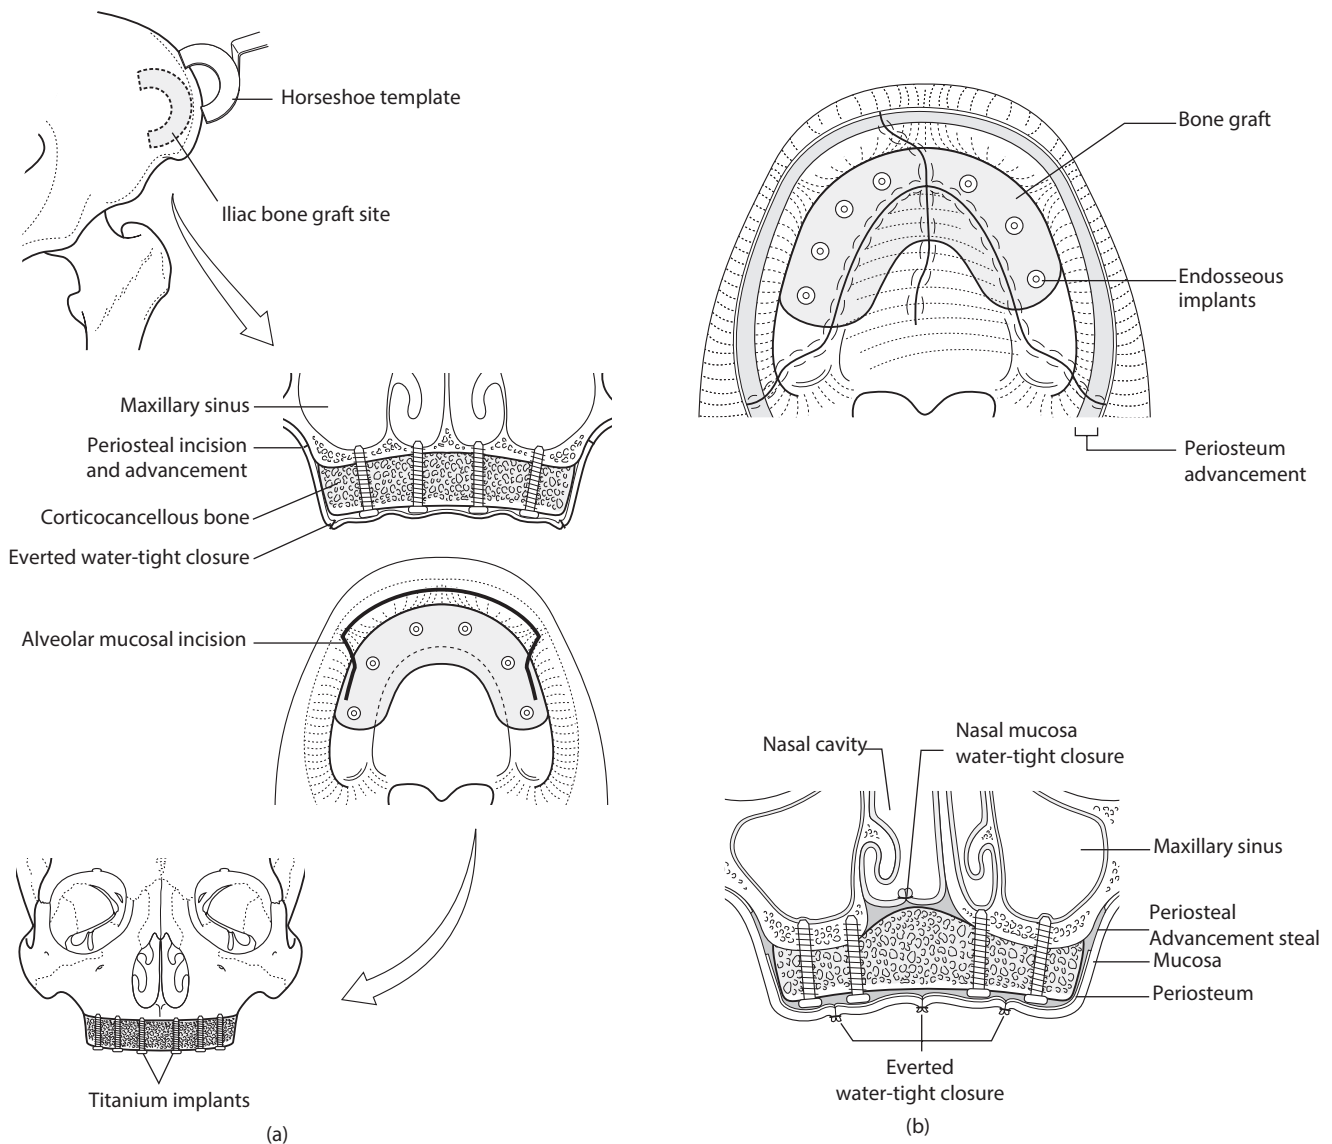 Horseshoe template
Iliac bone graft site
Maxillary sinus
Periosteal incision
and advancement
Corticocancellous bone
Everted water-tight closure
Alveolar mucosal incision
Titanium implants
(a)
Bone graft
Endosseous
implants
Periosteum
advancement
Nasal cavity
Nasal mucosa
water-tight closure
Maxillary sinus
Periosteal
Advancement steal
Mucosa
Periosteum
Everted
water-tight closure
(b)